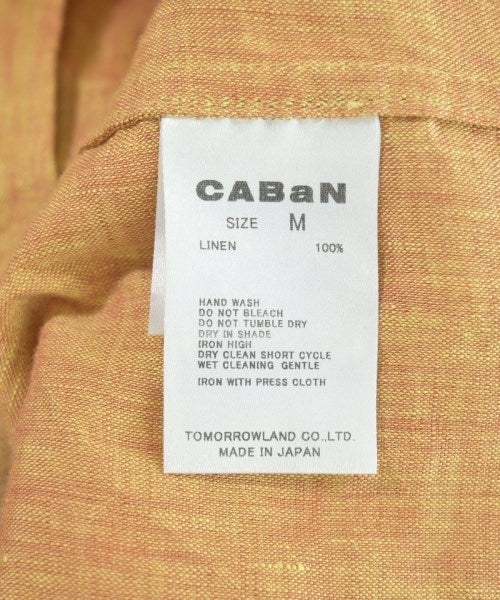 CABaN
SIZE M
LINEN 100%
HAND WASH
DO NOT BLEACH
DO NOT TUMBLE DRY
DRY IN SHADE
IRON HIGH
DRY CLEAN SHORT CYCLE
WET CLEANING GENTLE
IRON WITH PRESS CLOTH
TOMORROWLAND CO.,LTD.
MADE IN JAPAN